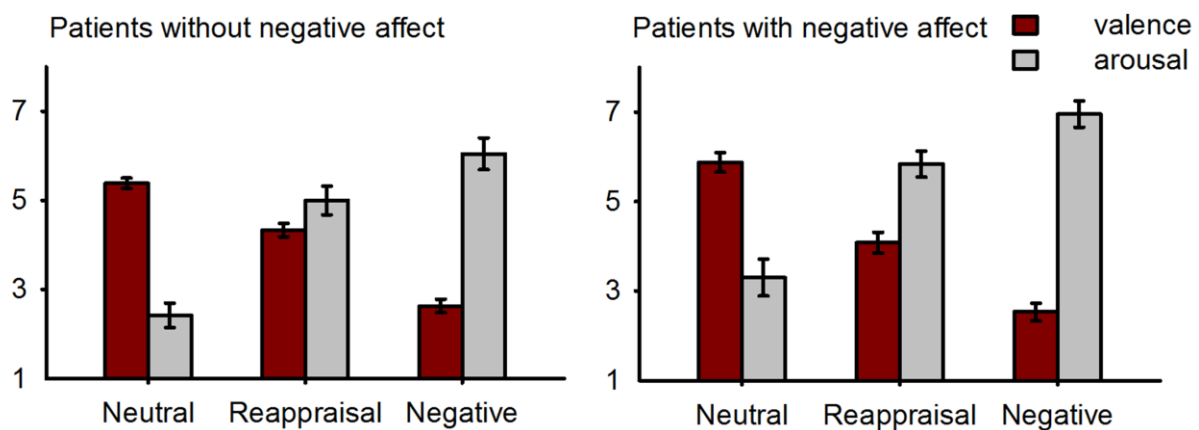 Patients without negative affect
7
5
3
1
Neutral Reappraisal Negative
Patients with negative affect
valence
arousal
7
5
3
1
Neutral Reappraisal Negative